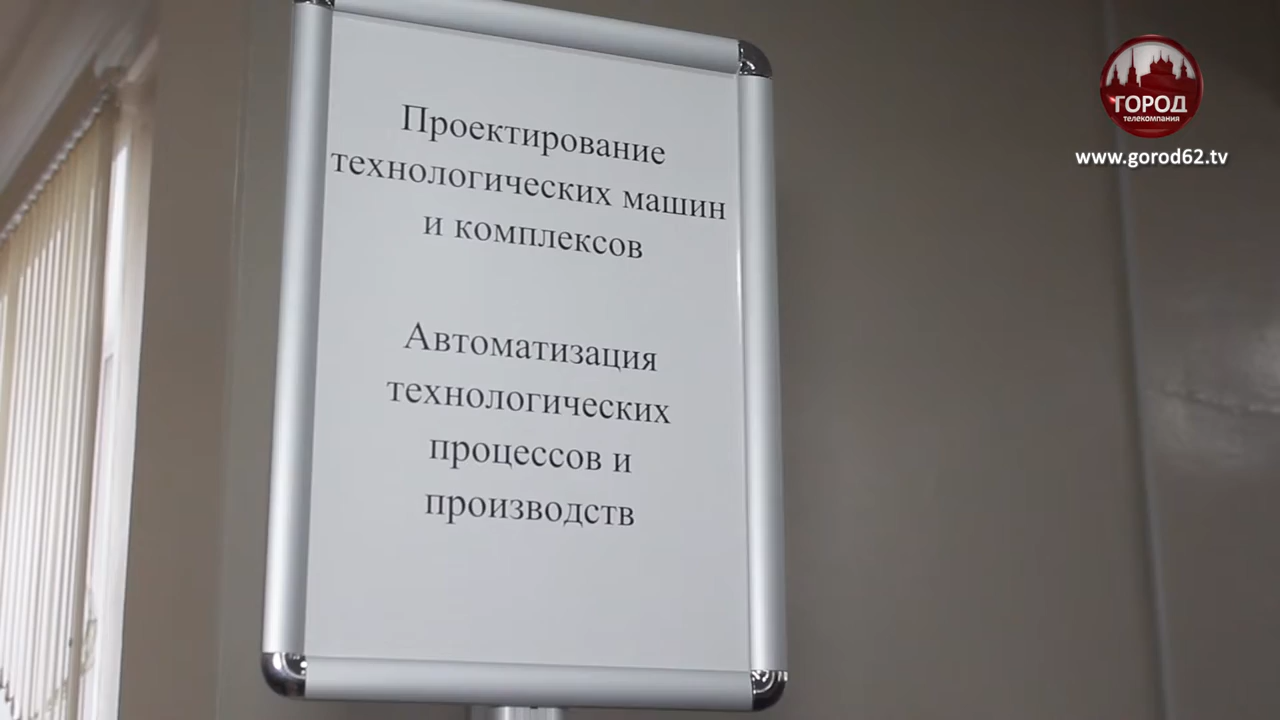 Проектирование
технологических машин
и комплексов
Автоматизация
технологических
процессов и
производств
ГОРОД
телекомпания
www.gorod62.tv